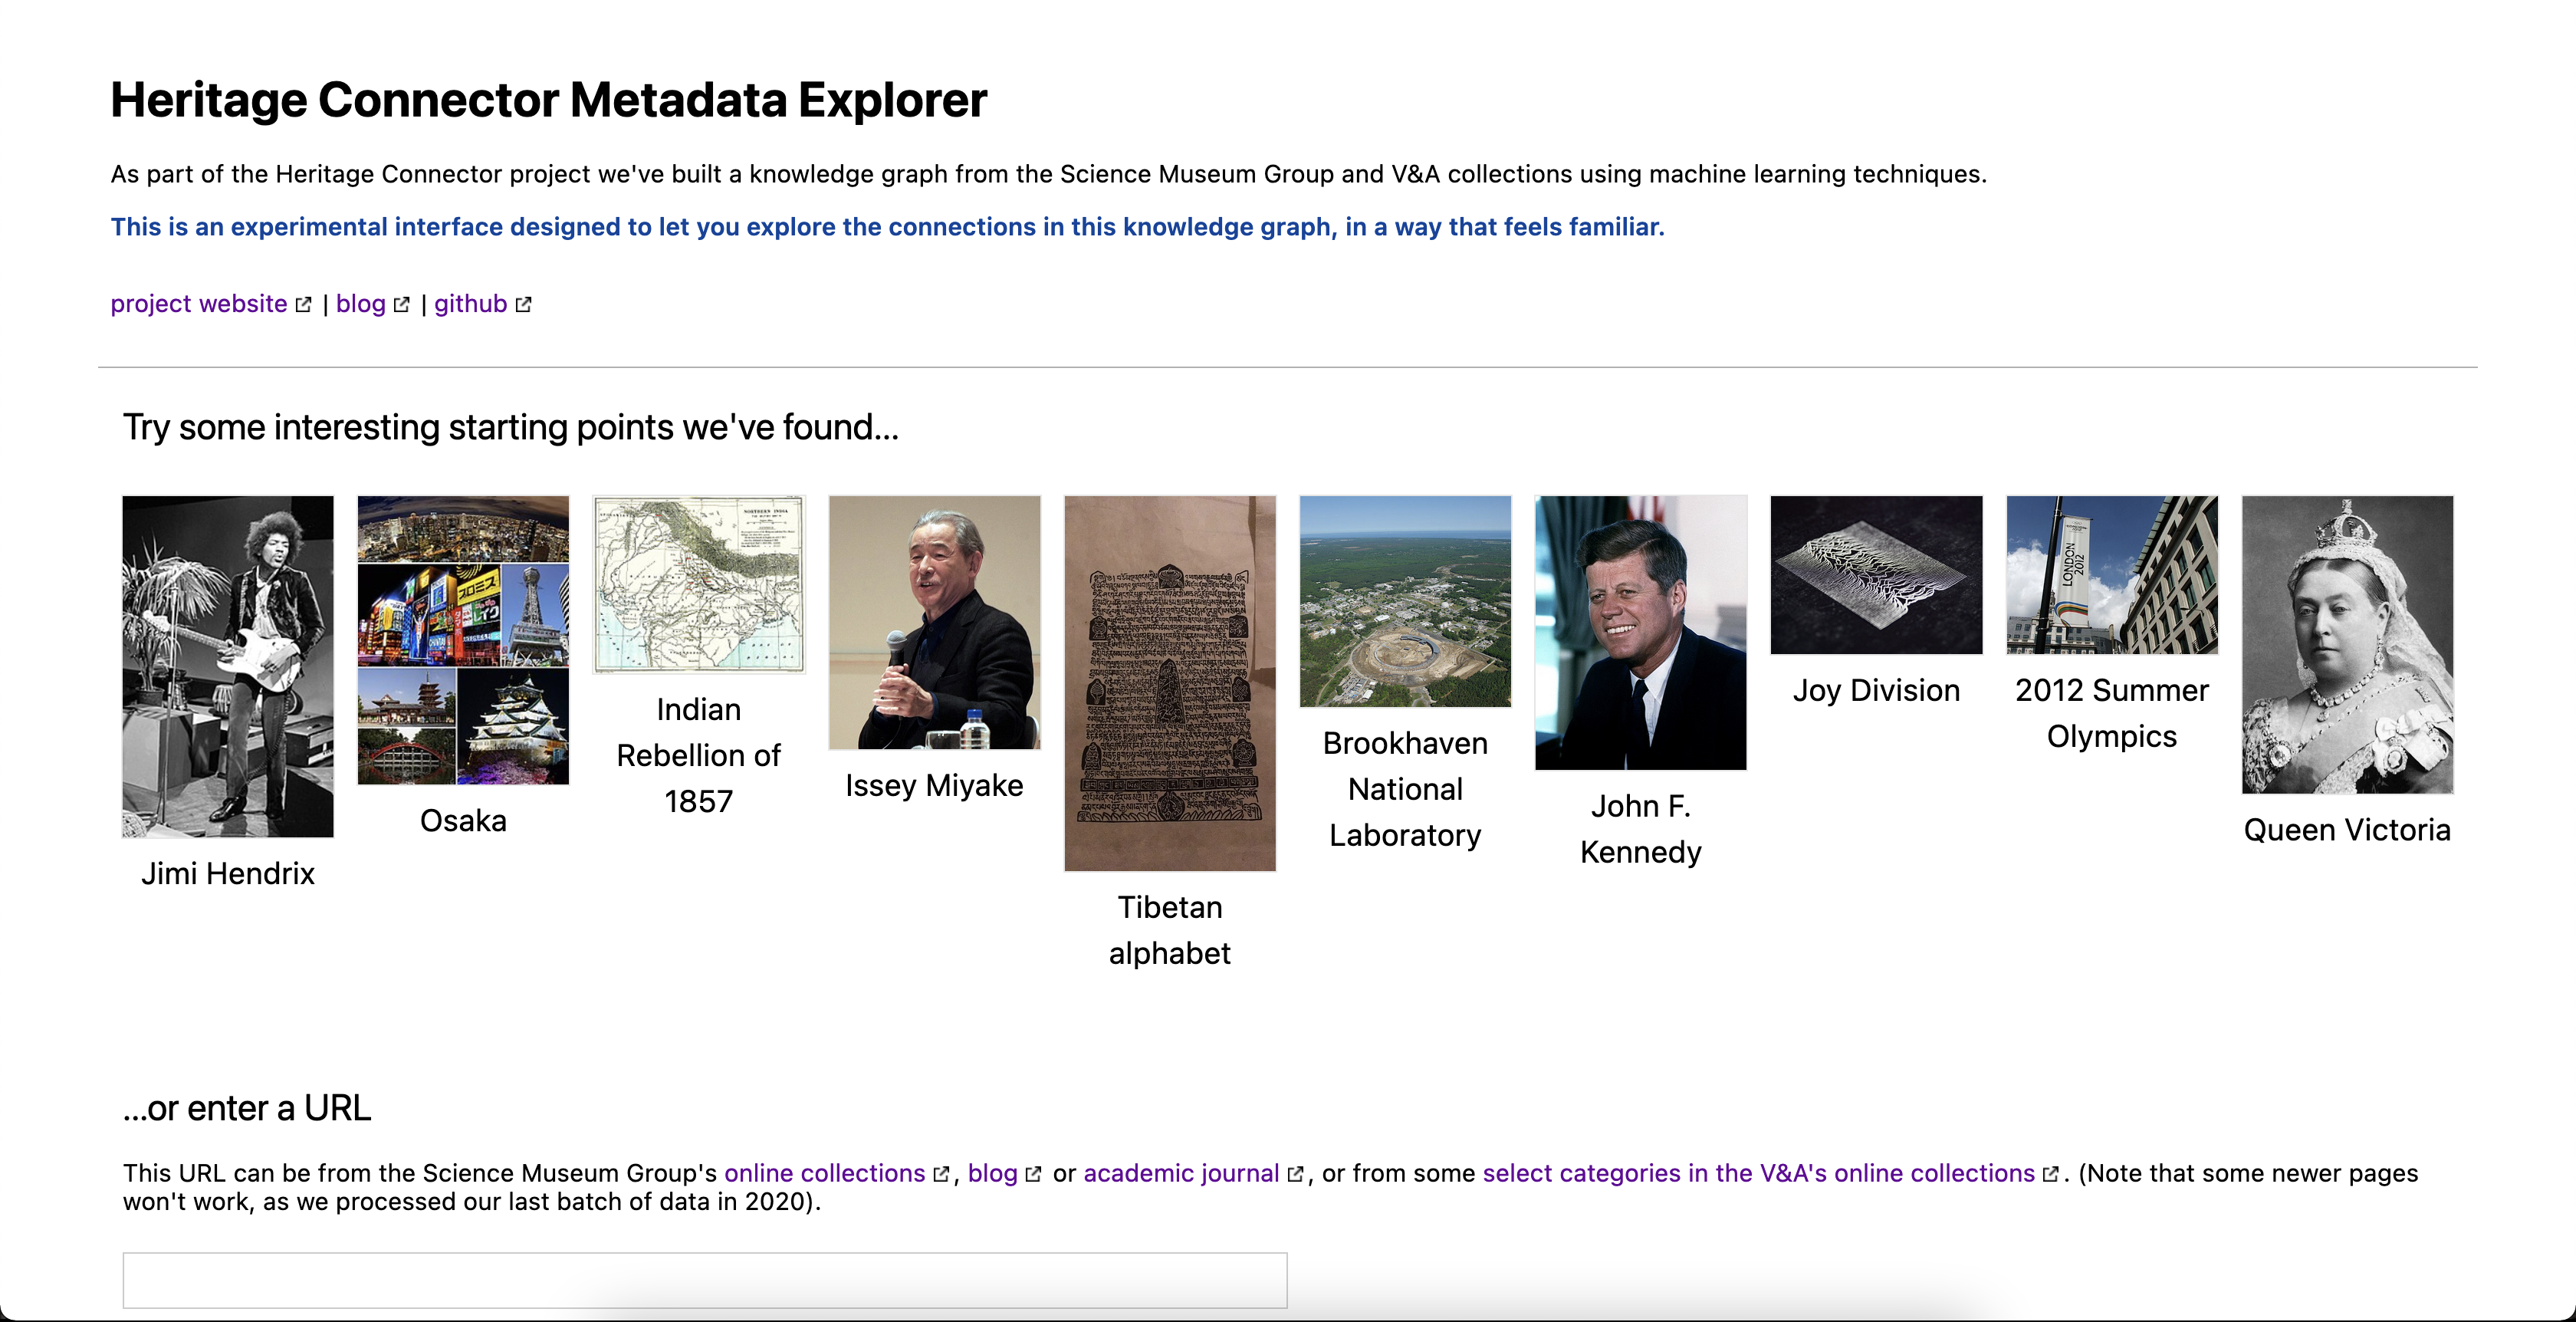 Heritage Connector Metadata Explorer
As part of the Heritage Connector project we've built a knowledge graph from the Science Museum Group and V&A collections using machine learning techniques.
This is an experimental interface designed to let you explore the connections in this knowledge graph, in a way that feels familiar.
project website | blog | github
Try some interesting starting points we've found...
NORTHERN INDIA
LONDON 2012
Jimi Hendrix
Osaka
Indian
Rebellion of
1857
Issey Miyake
Tibetan
alphabet
Brookhaven
National
Laboratory
John F.
Kennedy
Joy Division
2012 Summer
Olympics
Queen Victoria
...or enter a URL
This URL can be from the Science Museum Group's online collections, blog or academic journal, or from some select categories in the V&A's online collections. (Note that some newer pages
won't work, as we processed our last batch of data in 2020).